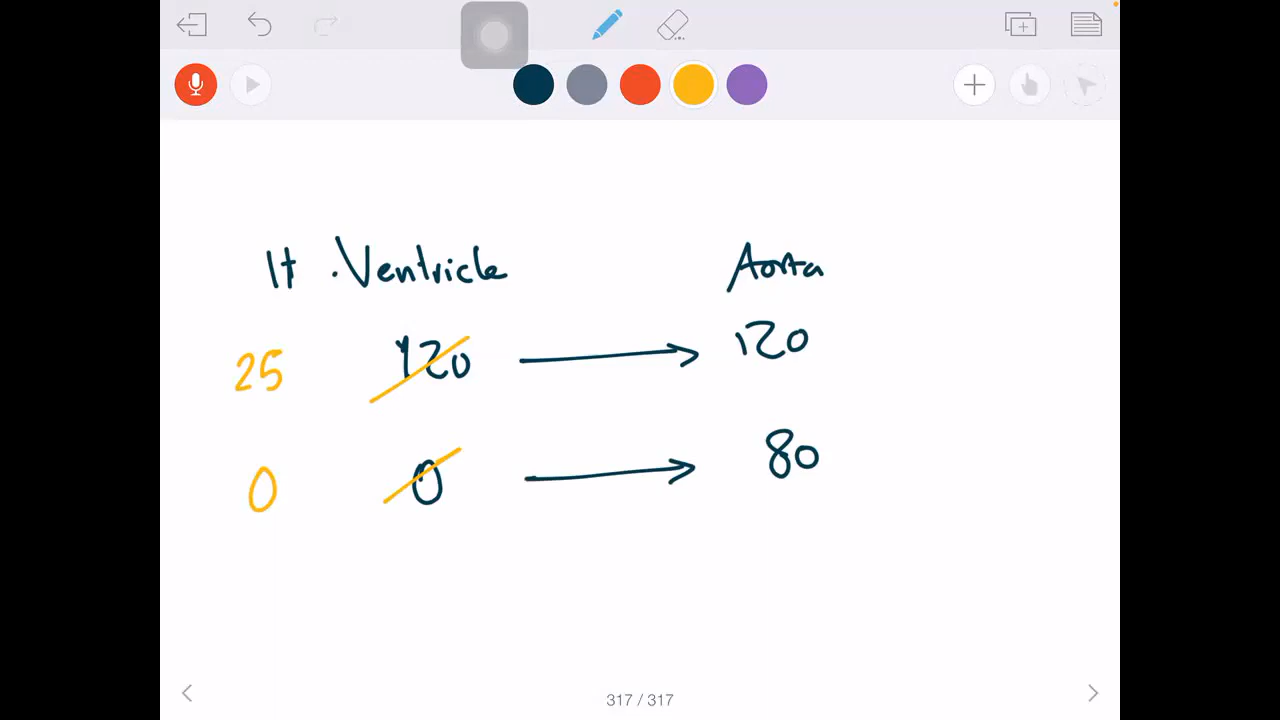 lt . Ventricle Aorta
25 120 120
0 0 80
317 / 317